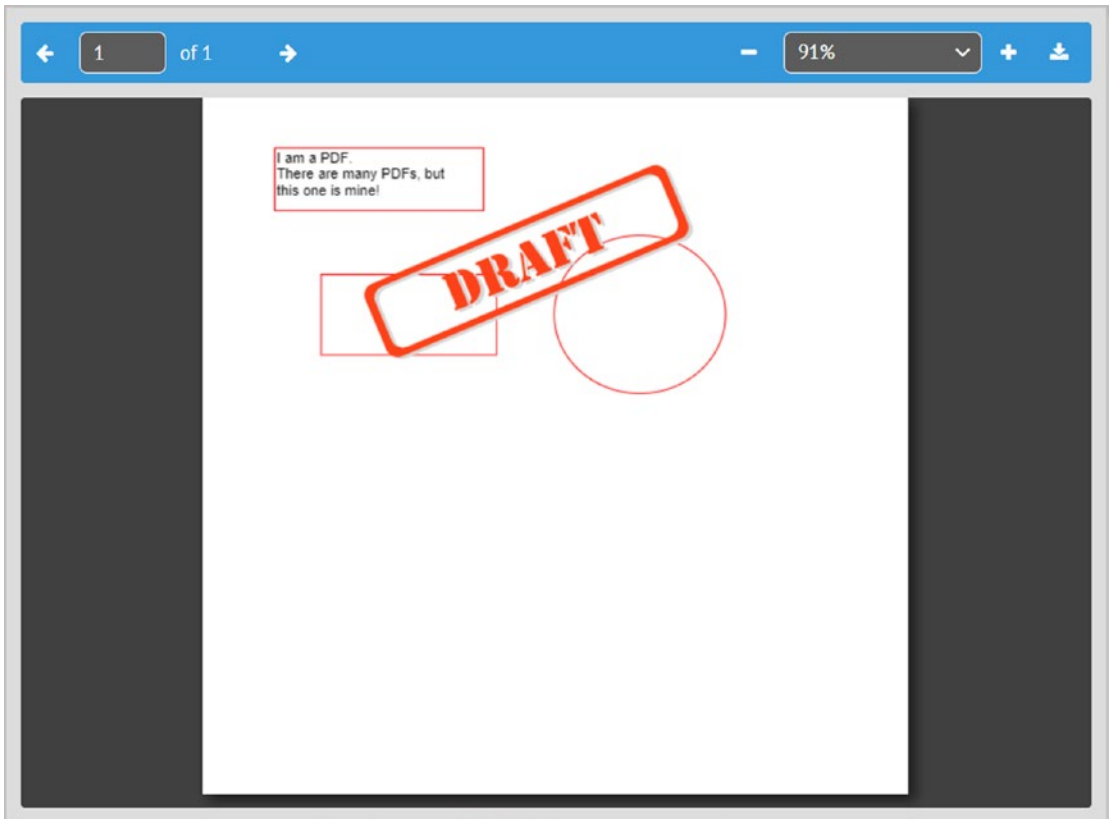 1 of 1 91%
I am a PDF.
There are many PDFs, but
this one is mine!
DRAFT